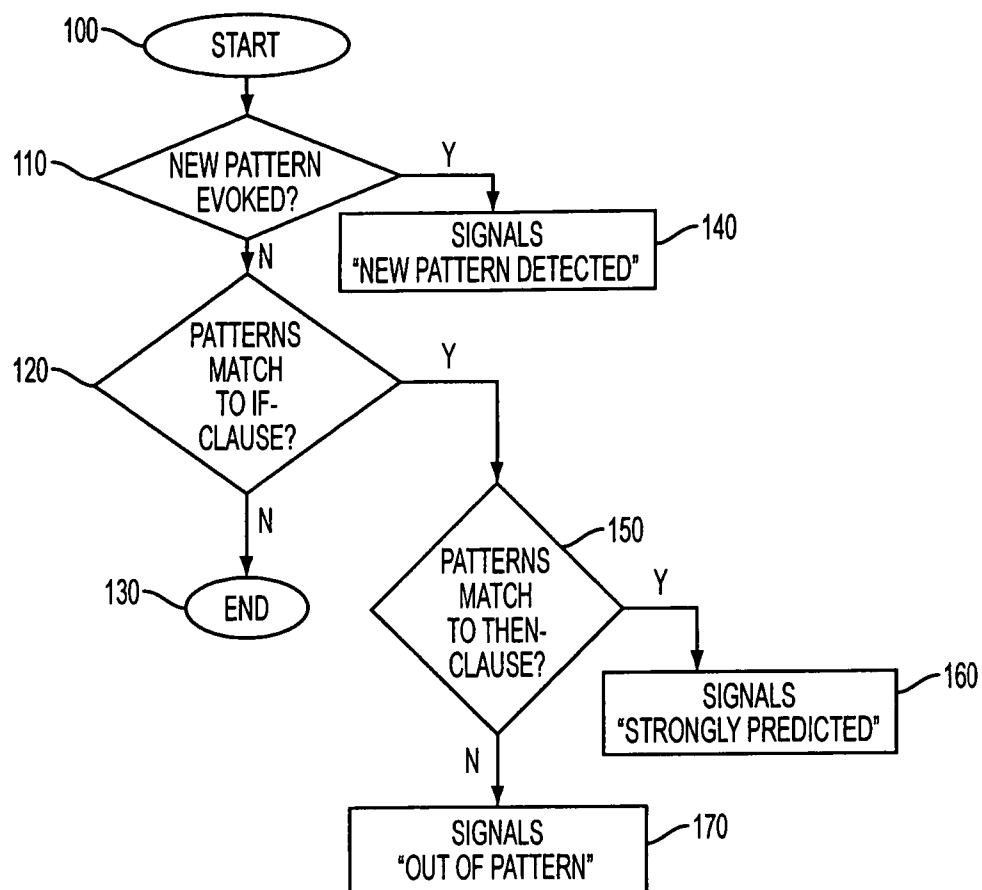 100
START
110
NEW PATTERN
EVOKED?
Y
SIGNALS
"NEW PATTERN DETECTED"
140
N
120
PATTERNS
MATCH
TO IF-
CLAUSE?
Y
N
130
END
150
PATTERNS
MATCH
TO THEN-
CLAUSE?
Y
SIGNALS
"STRONGLY PREDICTED"
160
N
SIGNALS
"OUT OF PATTERN"
170